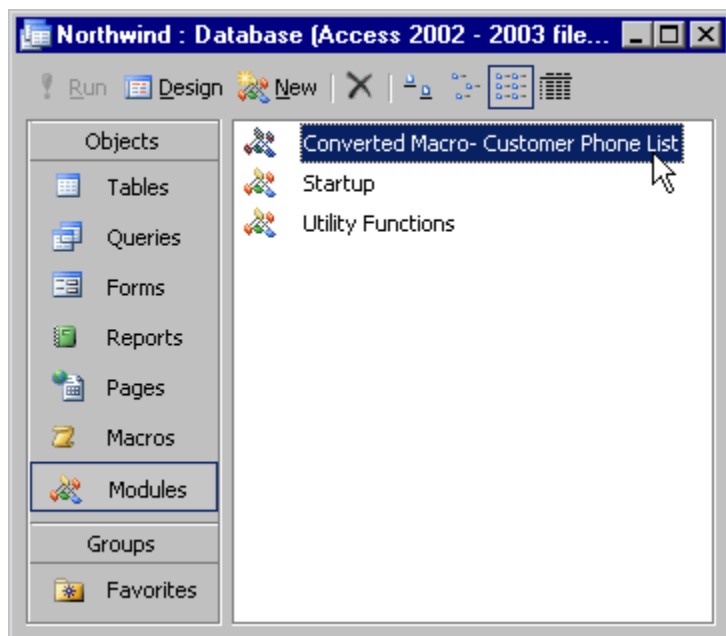 Northwind : Database (Access 2002 - 2003 file...
Run Design New
Objects
Tables
Queries
Forms
Reports
Pages
Macros
Modules
Groups
Favorites
Converted Macro- Customer Phone List
Startup
Utility Functions